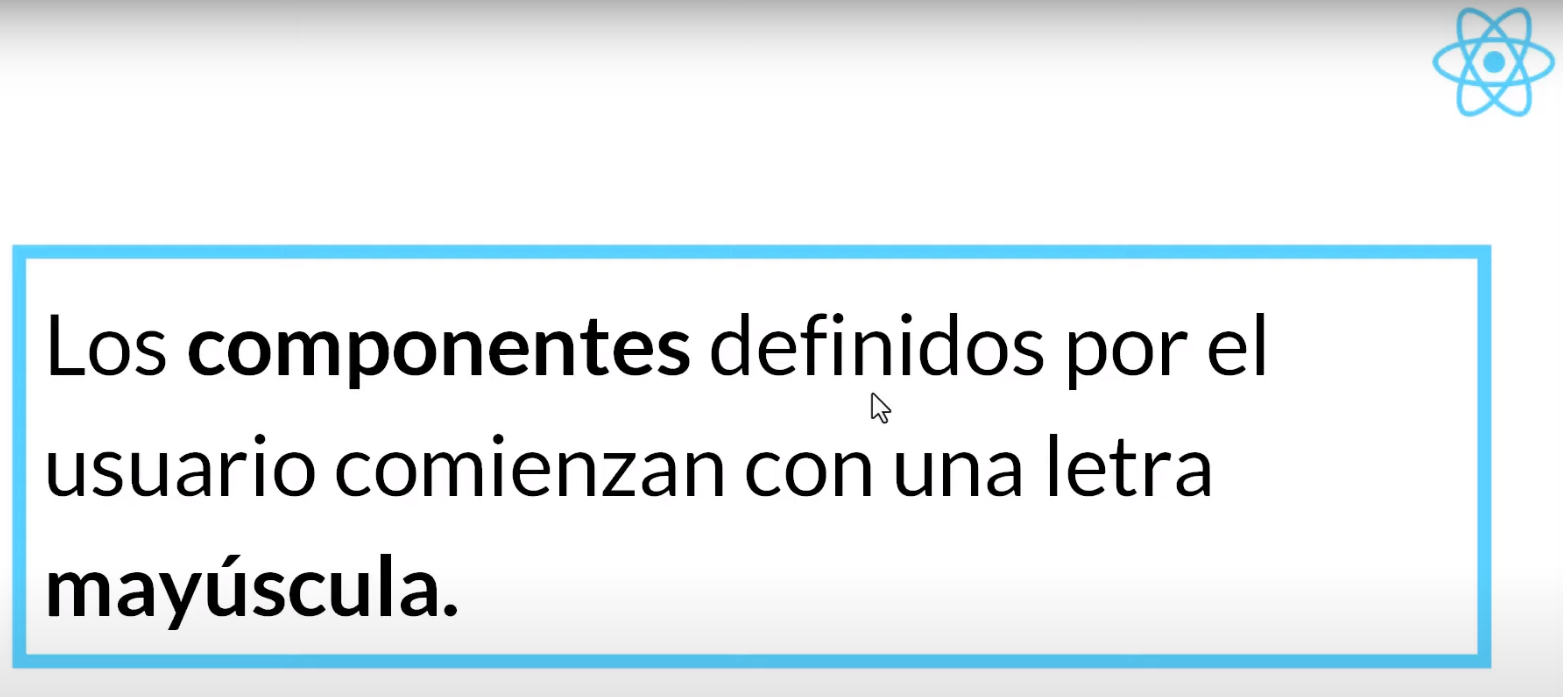 Los componentes definidos por el
usuario comienzan con una letra
mayúscula.